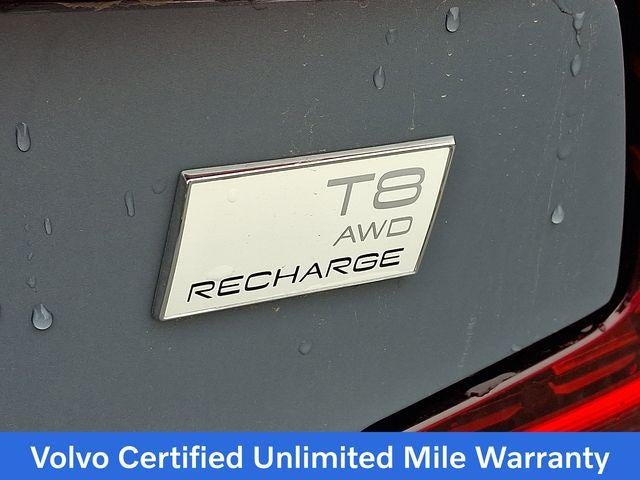 T8
AWD
RECHARGE
Volvo Certified Unlimited Mile Warranty